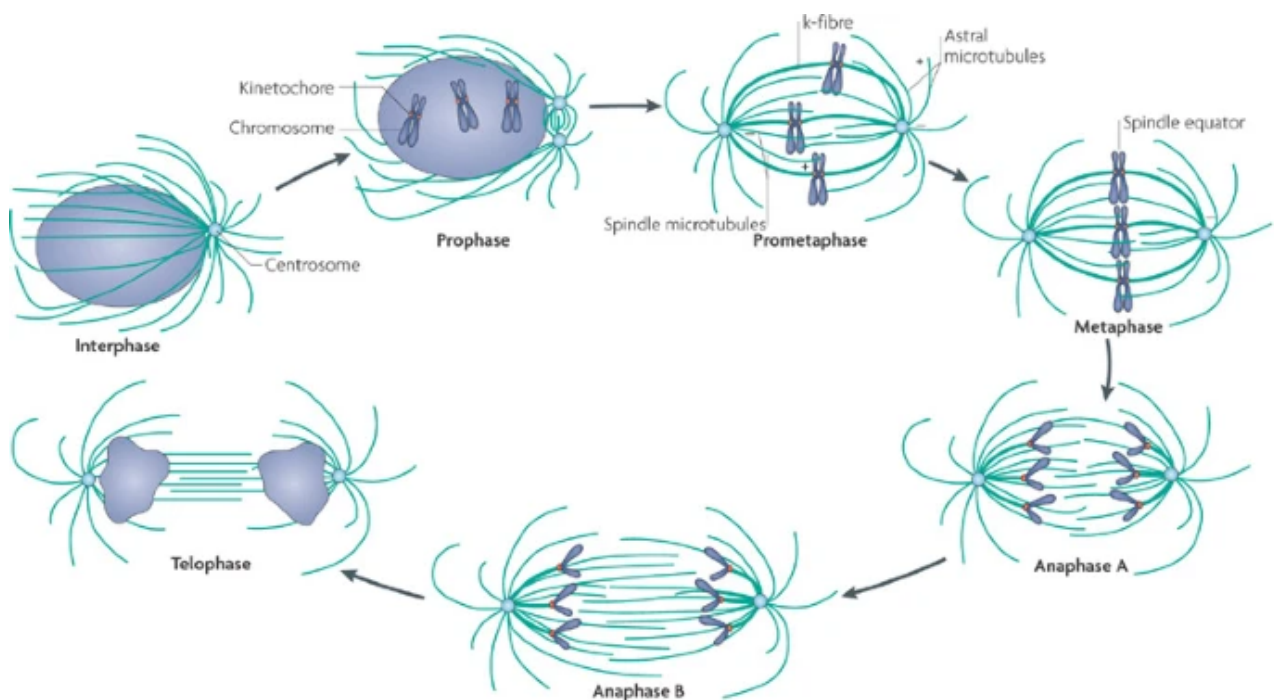 k-fibre
Astral
microtubules
+
Kinetochore
Chromosome
Spindle equator
+
Spindle microtubules
Prophase
Prometaphase
Centrosome
Metaphase
Interphase
Telophase
Anaphase A
Anaphase B